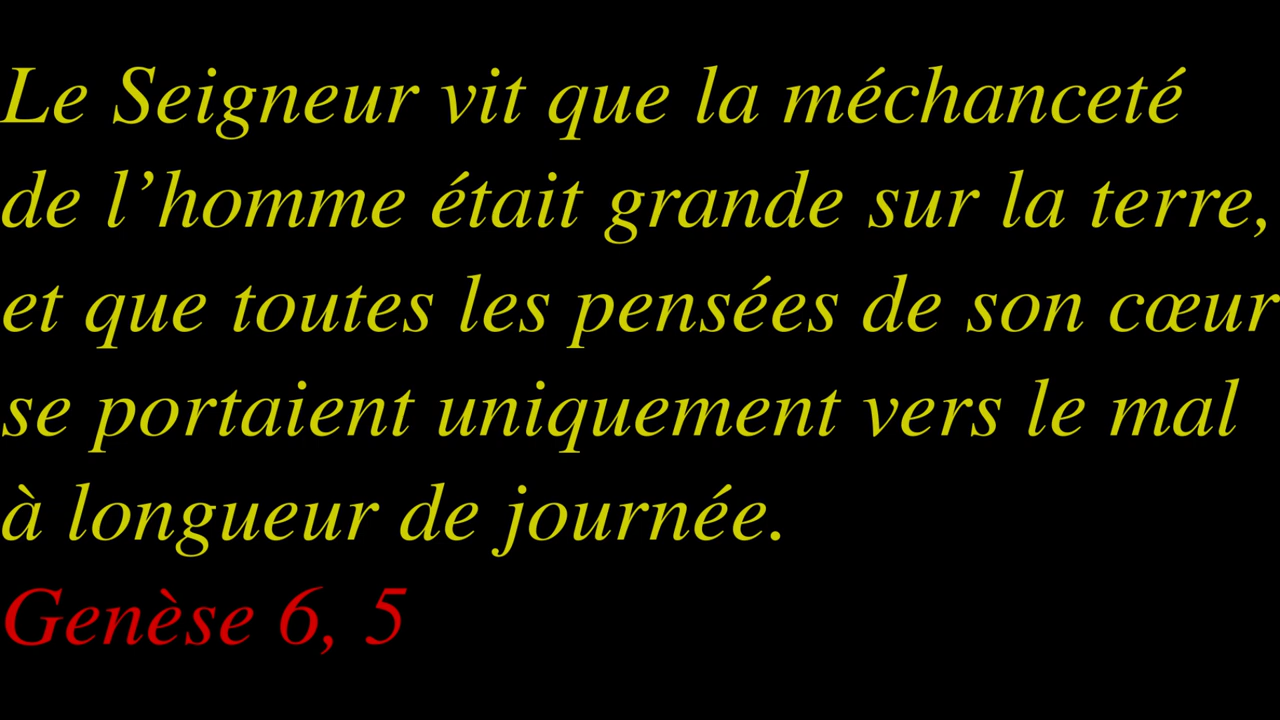 Le Seigneur vit que la méchanceté
de l’homme était grande sur la terre,
et que toutes les pensées de son cœur
se portaient uniquement vers le mal
à longueur de journée.
Genèse 6, 5